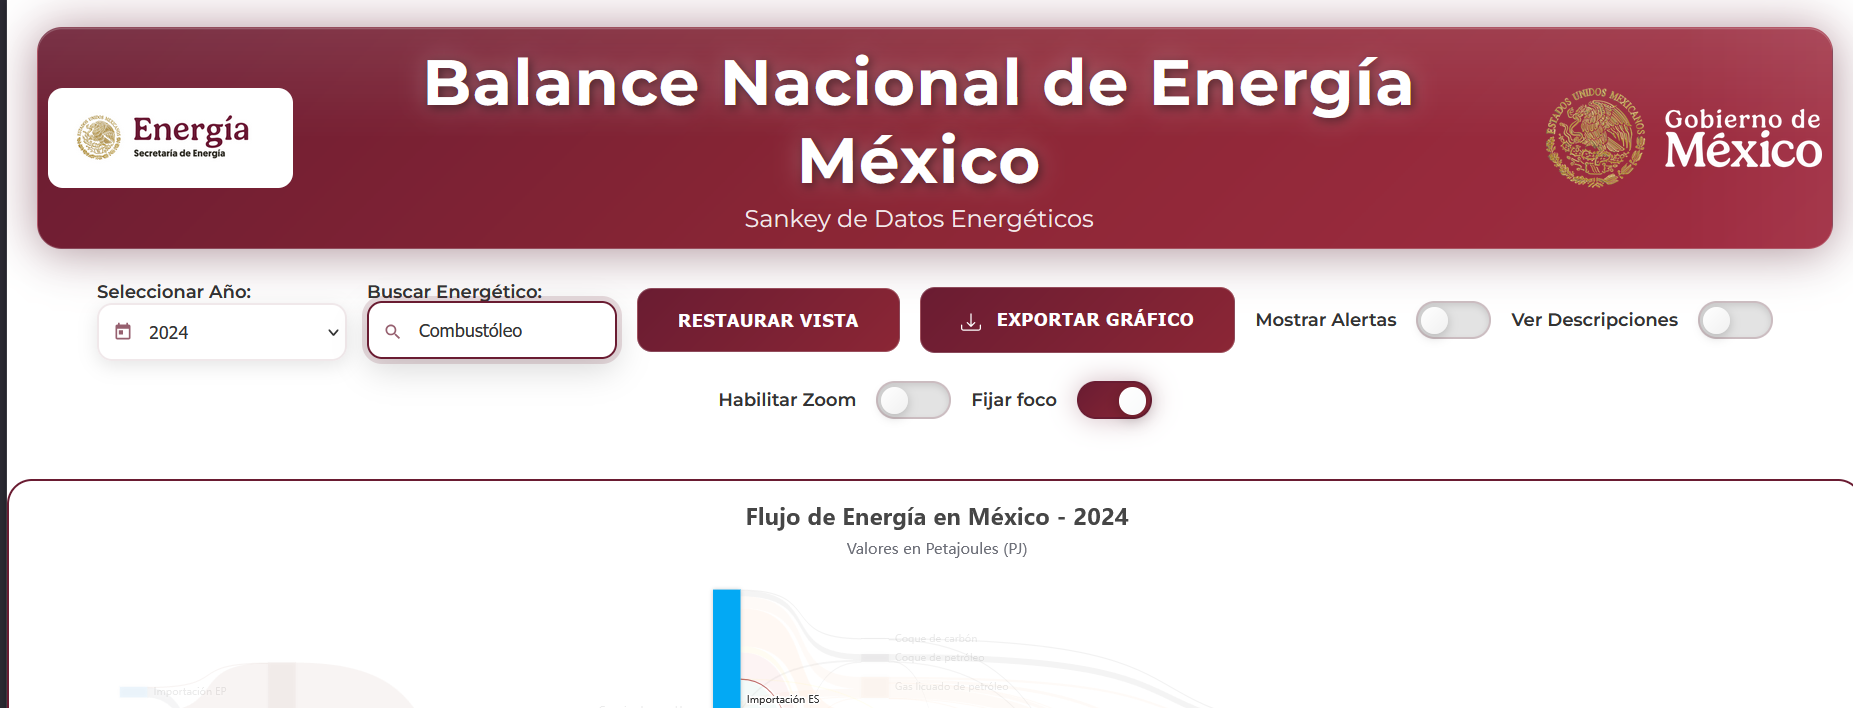 Balance Nacional de Energía
México
Sankey de Datos Energéticos
Energía
Secretaría de Energía
ESTADOS UNIDOS MEXICANOS
Gobierno de
México
Seleccionar Año:
2024
Buscar Energético:
Combustóleo
RESTAURAR VISTA
EXPORTAR GRÁFICO
Mostrar Alertas
Ver Descripciones
Habilitar Zoom
Fijar foco
Flujo de Energía en México - 2024
Valores en Petajoules (PJ)
Coque de carbón
Coque de petróleo
Gas licuado de petróleo
Importación EP
Importación ES